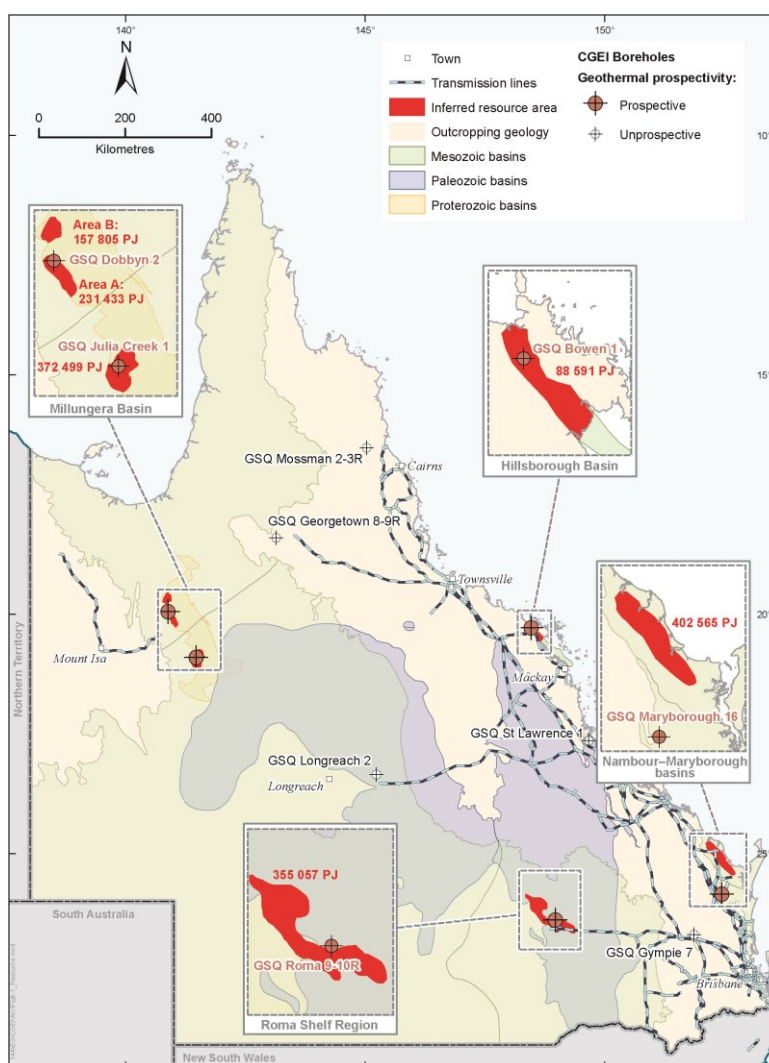 140°
145°
150°
N
0
200
400
Kilometres
Town
Transmission lines
Inferred resource area
Outcropping geology
Mesozoic basins
Paleozoic basins
Proterozoic basins
CGEI Boreholes
Geothermal prospectivity:
Prospective
Unprospective
10°
Area B:
157 805 PJ
GSQ Dobbyn 2
Area A:
231 433 PJ
GSQ Julia Creek 1
372 499 PJ
Millungera Basin
GSQ Bowen 1
88 591 PJ
Hillsborough Basin
15°
GSQ Mossman 2-3R
Cairns
GSQ Georgetown 8-9R
Townsville
402 565 PJ
GSQ Maryborough 16
Nambour–Maryborough
basins
20°
Mount Isa
Northern Territory
Mackay
GSQ St Lawrence 1
GSQ Longreach 2
Longreach
355 057 PJ
GSQ Roma 9-10R
Roma Shelf Region
25°
South Australia
GSQ Gympie 7
Brisbane
New South Wales